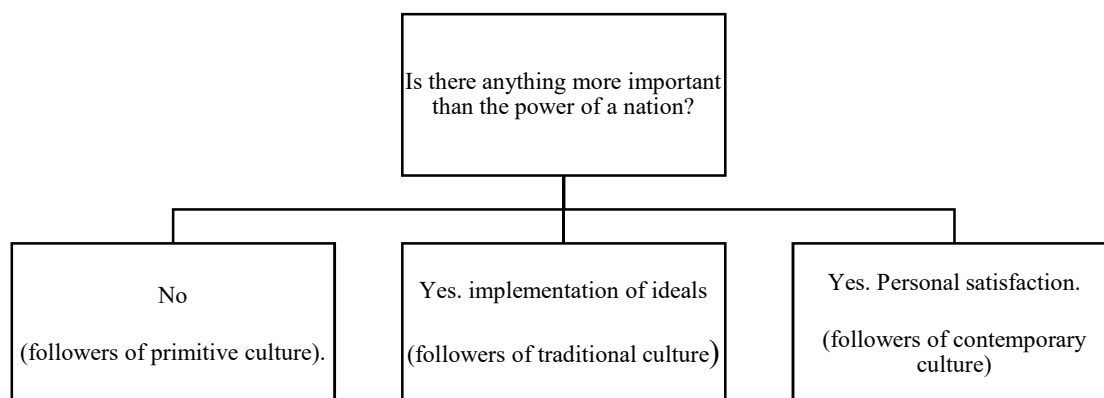 Is there anything more important
than the power of a nation?
No
(followers of primitive culture).
Yes. implementation of ideals
(followers of traditional culture)
Yes. Personal satisfaction.
(followers of contemporary
culture)